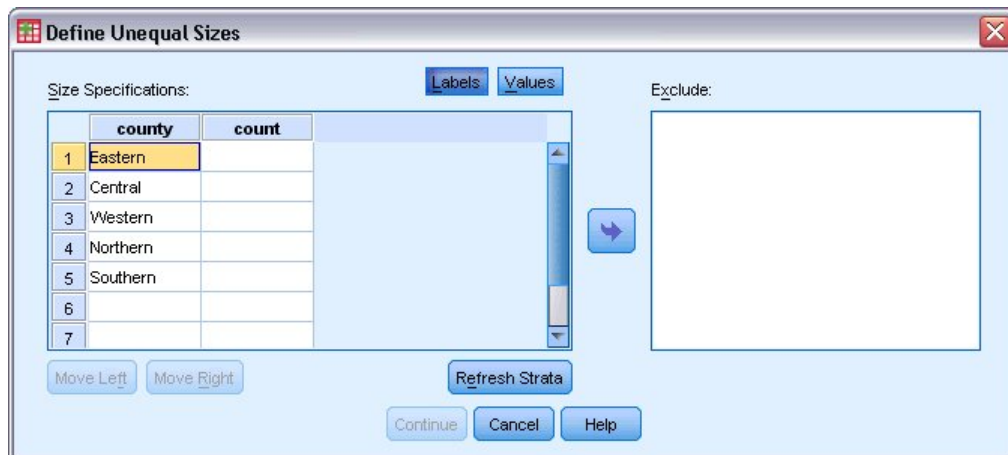 Define Unequal Sizes
Labels Values
Size Specifications:
Exclude:
county count
1 Eastern
2 Central
3 Western
4 Northern
5 Southern
6
7
Move Left Move Right Refresh Strata
Continue Cancel Help